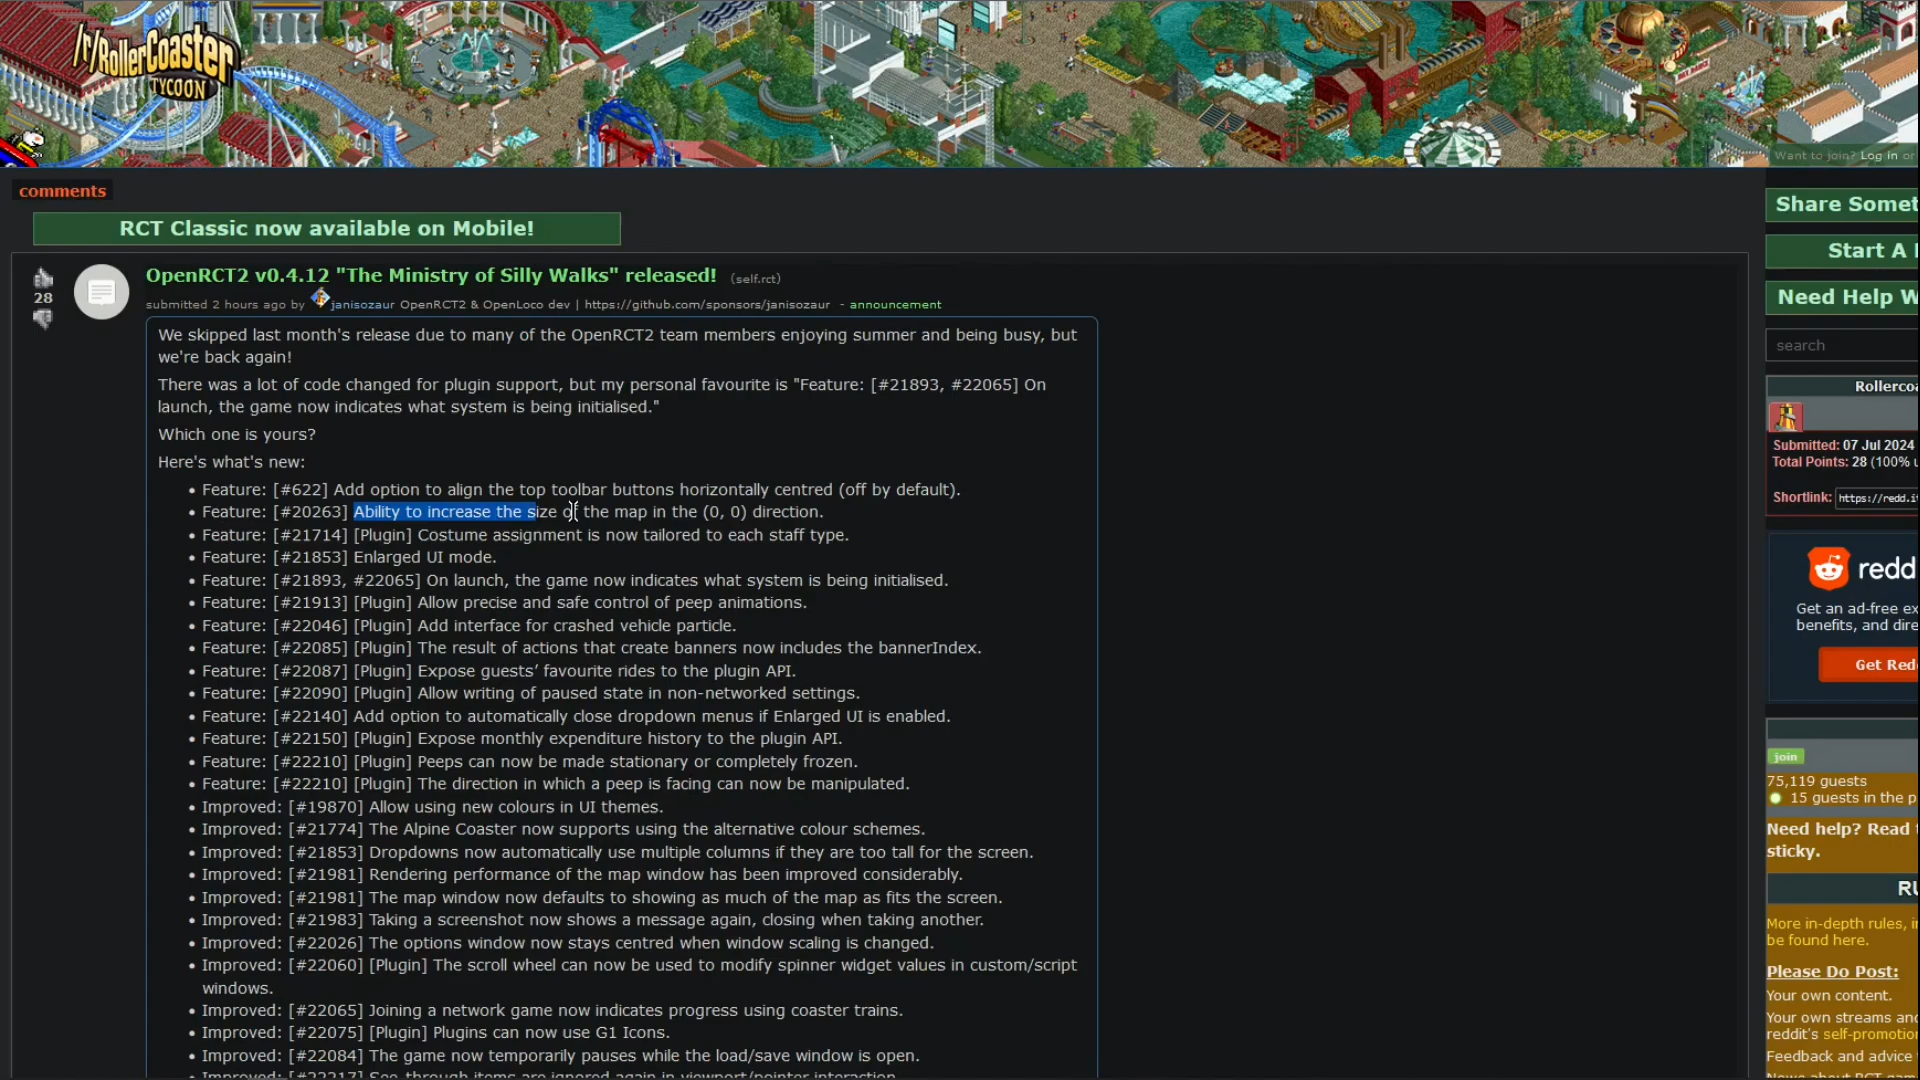 /r/RollerCoaster
TYCOON
Want to join? Log in or
comments
RCT Classic now available on Mobile!
OpenRCT2 v0.4.12 "The Ministry of Silly Walks" released! (self.rct)
28
submitted 2 hours ago by janisozaur OpenRCT2 & OpenLoco dev | https://github.com/sponsors/janisozaur - announcement
We skipped last month's release due to many of the OpenRCT2 team members enjoying summer and being busy, but
we're back again!
There was a lot of code changed for plugin support, but my personal favourite is "Feature: [#21893, #22065] On
launch, the game now indicates what system is being initialised."
Which one is yours?
Here's what's new:
• Feature: [#622] Add option to align the top toolbar buttons horizontally centred (off by default).
• Feature: [#20263] Ability to increase the size of the map in the (0, 0) direction.
• Feature: [#21714] [Plugin] Costume assignment is now tailored to each staff type.
• Feature: [#21853] Enlarged UI mode.
• Feature: [#21893, #22065] On launch, the game now indicates what system is being initialised.
• Feature: [#21913] [Plugin] Allow precise and safe control of peep animations.
• Feature: [#22046] [Plugin] Add interface for crashed vehicle particle.
• Feature: [#22085] [Plugin] The result of actions that create banners now includes the bannerIndex.
• Feature: [#22087] [Plugin] Expose guests’ favourite rides to the plugin API.
• Feature: [#22090] [Plugin] Allow writing of paused state in non-networked settings.
• Feature: [#22140] Add option to automatically close dropdown menus if Enlarged UI is enabled.
• Feature: [#22150] [Plugin] Expose monthly expenditure history to the plugin API.
• Feature: [#22210] [Plugin] Peeps can now be made stationary or completely frozen.
• Feature: [#22210] [Plugin] The direction in which a peep is facing can now be manipulated.
• Improved: [#19870] Allow using new colours in UI themes.
• Improved: [#21774] The Alpine Coaster now supports using the alternative colour schemes.
• Improved: [#21853] Dropdowns now automatically use multiple columns if they are too tall for the screen.
• Improved: [#21981] Rendering performance of the map window has been improved considerably.
• Improved: [#21981] The map window now defaults to showing as much of the map as fits the screen.
• Improved: [#21983] Taking a screenshot now shows a message again, closing when taking another.
• Improved: [#22026] The options window now stays centred when window scaling is changed.
• Improved: [#22060] [Plugin] The scroll wheel can now be used to modify spinner widget values in custom/script
windows.
• Improved: [#22065] Joining a network game now indicates progress using coaster trains.
• Improved: [#22075] [Plugin] Plugins can now use G1 Icons.
• Improved: [#22084] The game now temporarily pauses while the load/save window is open.
• Improved: [#22217] See-through items are ignored again in viewport/pointer interaction.
Share Somet
Start A
Need Help W
search
Rollercoa
Submitted: 07 Jul 2024
Total Points: 28 (100% u
Shortlink: https://redd.i
redd
Get an ad-free ex
benefits, and dire
Get Red
join
75,119 guests
15 guests in the p
Need help? Read
sticky.
RU
More in-depth rules, i
be found here.
Please Do Post:
Your own content.
Your own streams and
reddit's self-promotio
Feedback and advice
News about RCT gam